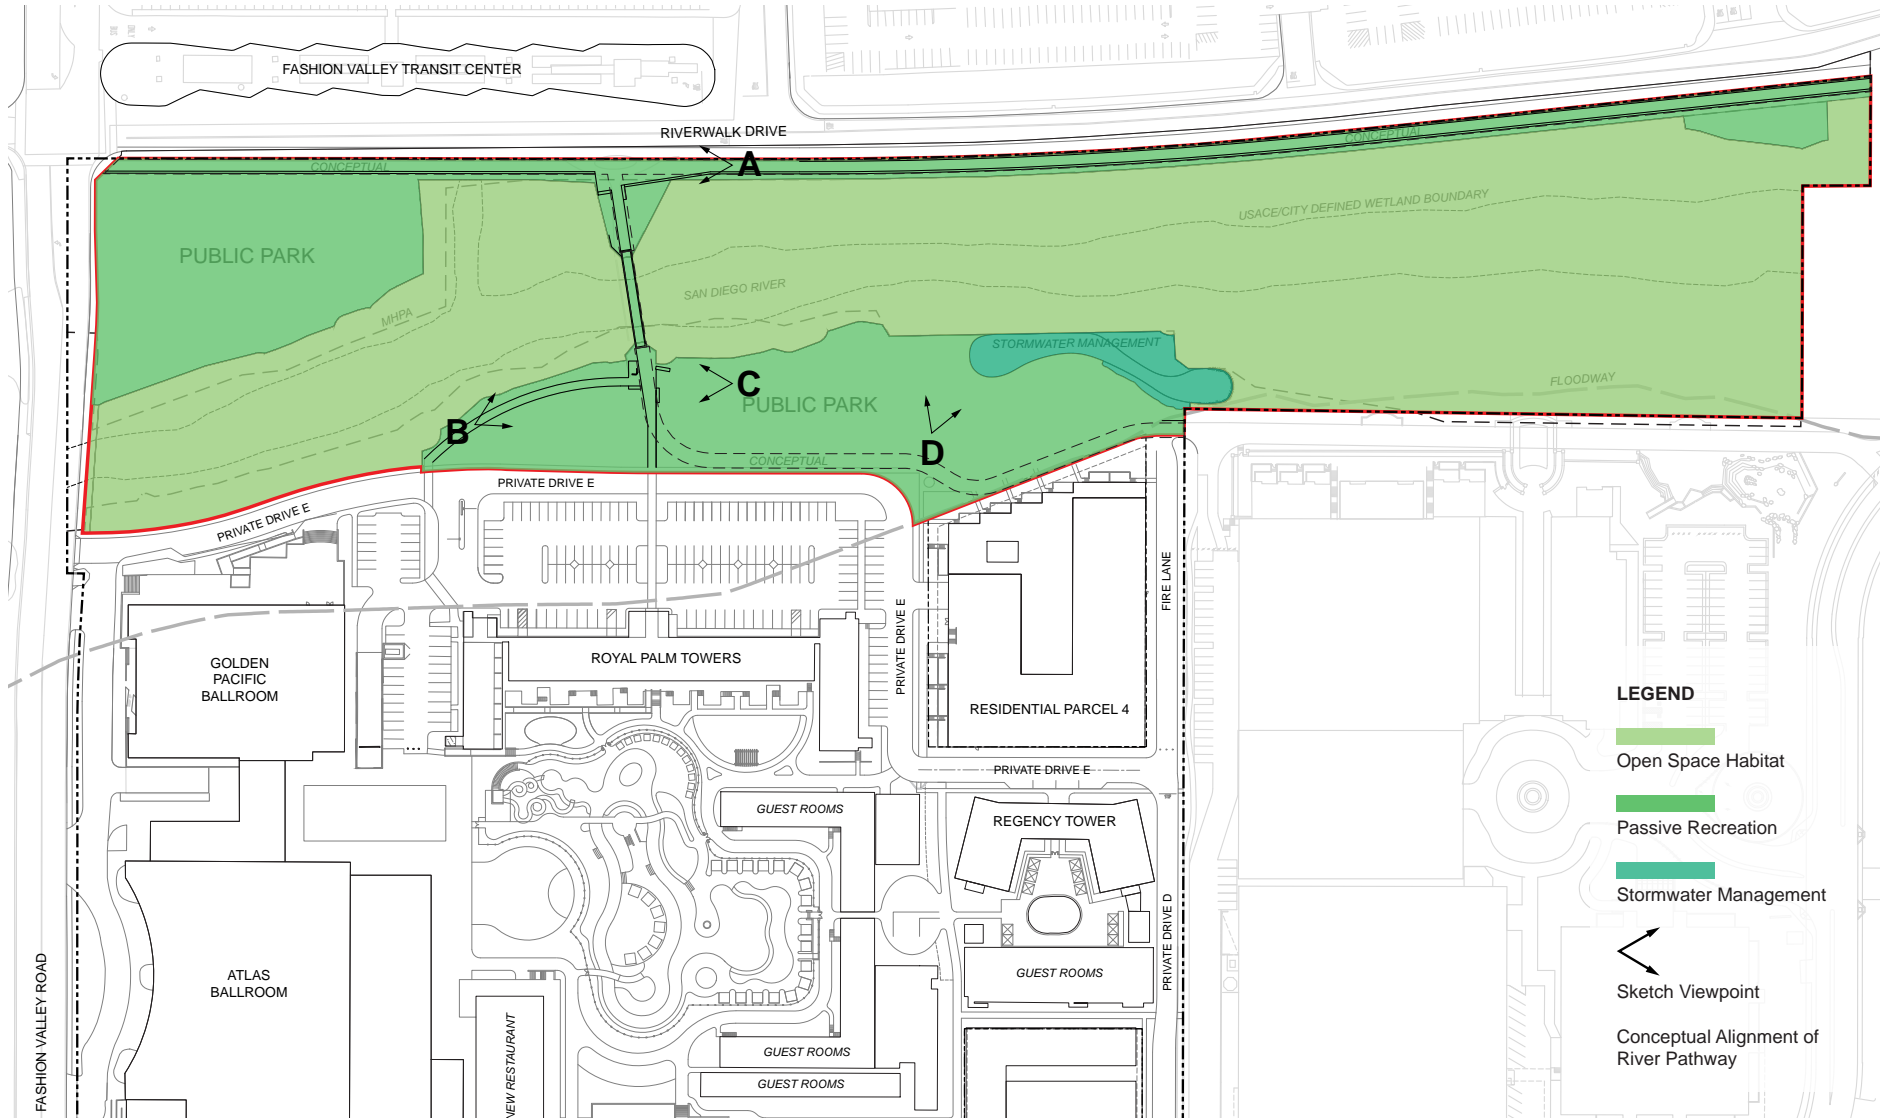 FASHION VALLEY TRANSIT CENTER
RIVERWALK DRIVE
CONCEPTUAL
A
CONCEPTUAL
USACE/CITY DEFINED WETLAND BOUNDARY
PUBLIC PARK
SAN DIEGO RIVER
MHPA
STORMWATER MANAGEMENT
FLOODWAY
C
PUBLIC PARK
B
D
CONCEPTUAL
PRIVATE DRIVE E
PRIVATE DRIVE E
FIRE LANE
PRIVATE DRIVE E
GOLDEN
PACIFIC
BALLROOM
ROYAL PALM TOWERS
RESIDENTIAL PARCEL 4
PRIVATE DRIVE E
GUEST ROOMS
REGENCY TOWER
PRIVATE DRIVE D
GUEST ROOMS
FASHION VALLEY ROAD
ATLAS
BALLROOM
NEW RESTAURANT
GUEST ROOMS
GUEST ROOMS
LEGEND
Open Space Habitat
Passive Recreation
Stormwater Management
Sketch Viewpoint
Conceptual Alignment of
River Pathway